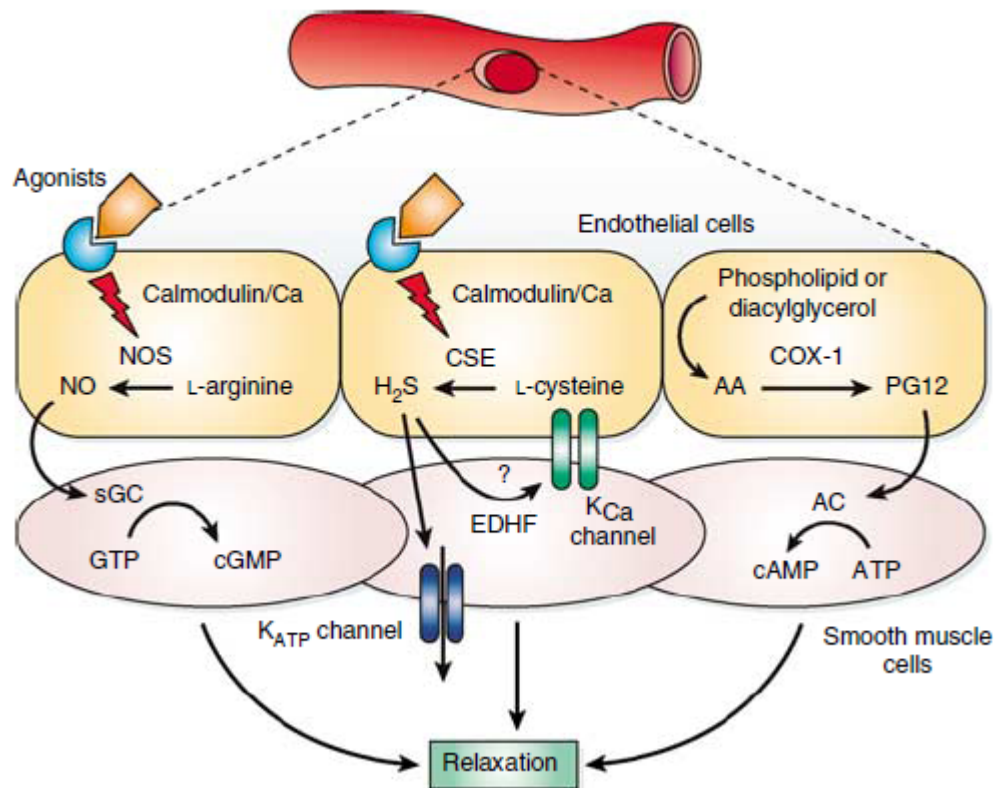 Agonists
Endothelial cells
Calmodulin/Ca
NOS
NO
L-arginine
Calmodulin/Ca
CSE
H₂S
L-cysteine
Phospholipid or
diacylglycerol
COX-1
AA
PG12
sGC
GTP
cGMP
?
EDHF
KCa
channel
AC
cAMP
ATP
KATP channel
Smooth muscle
cells
Relaxation